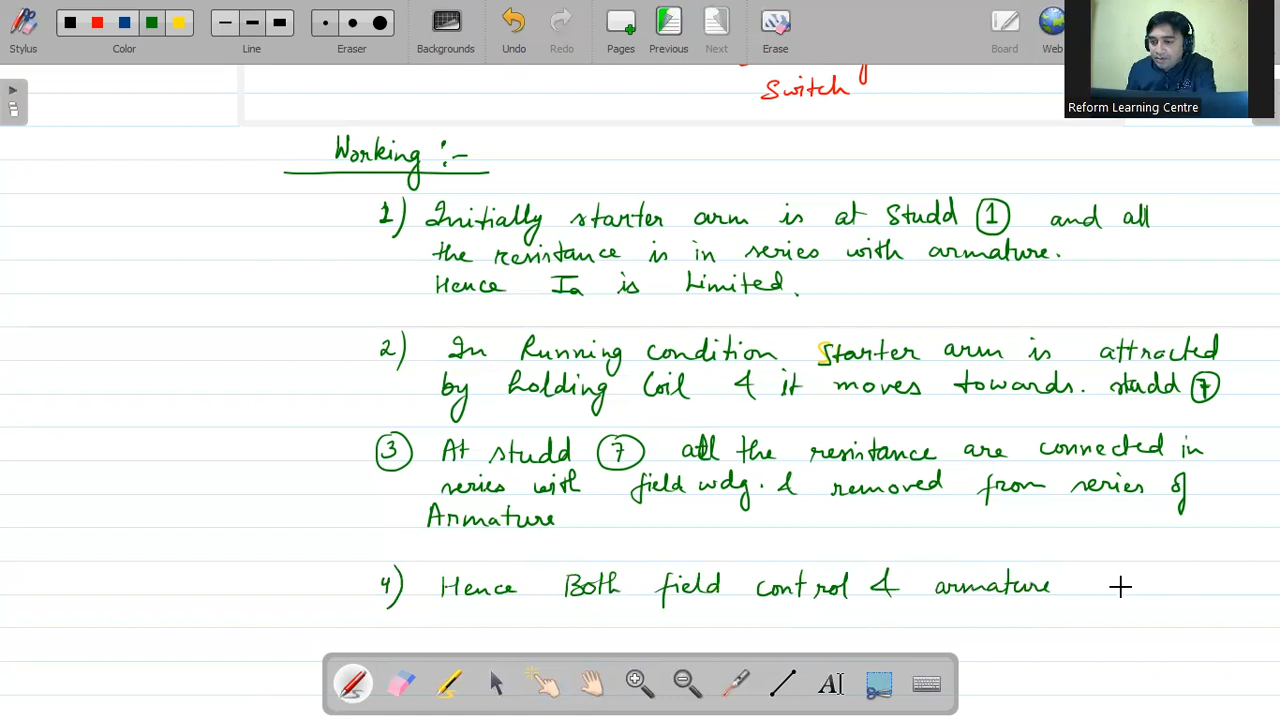 Stylus
Color
Line
Eraser
Backgrounds
Undo
Redo
Pages
Previous
Next
Erase
Board
Web
Reform Learning Centre
Switch
Working :-
1) Initially starter arm is at Studd 1 and all
the resistance is in series with armature.
Hence Ia is Limited.
2) In Running condition Starter arm is attracted
by holding Coil & it moves towards. studd 7
3 At studd 7 all the resistance are connected in
series with field wdg. & removed from series of
Armature
4) Hence Both field control & armature